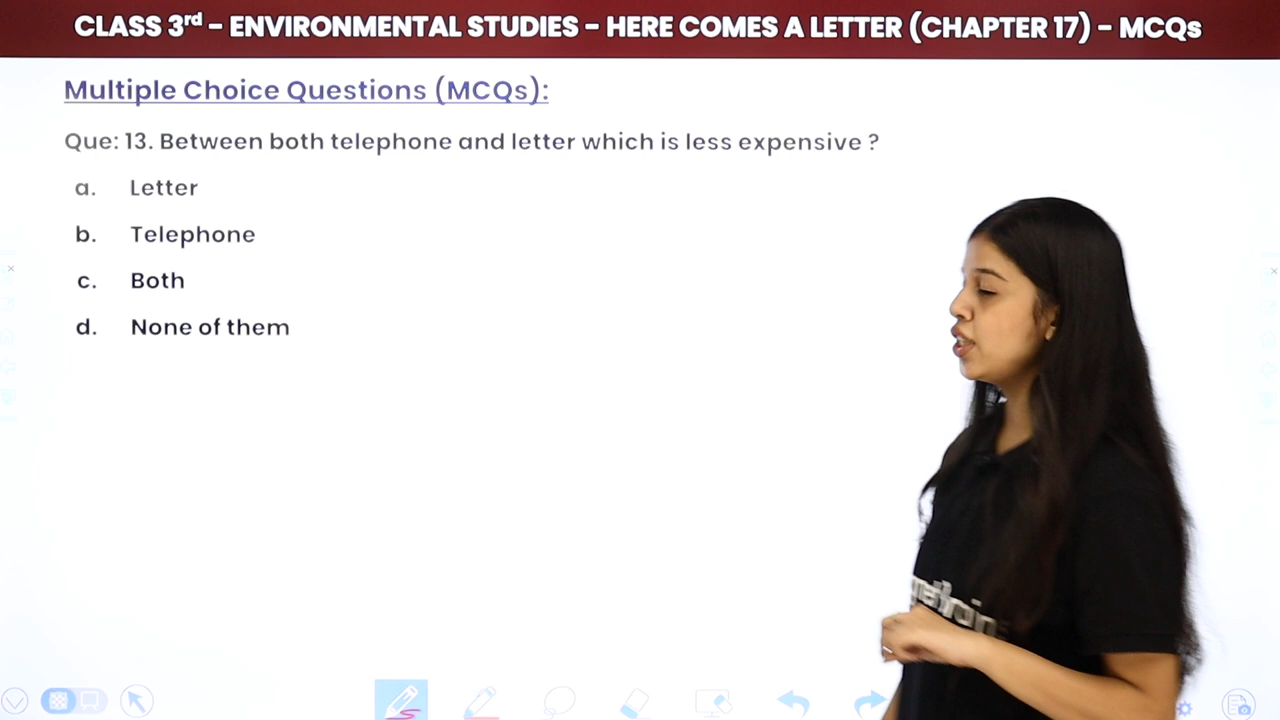 CLASS 3rd - ENVIRONMENTAL STUDIES - HERE COMES A LETTER (CHAPTER 17) - MCQs
Multiple Choice Questions (MCQs):
Que: 13. Between both telephone and letter which is less expensive ?
a. Letter
b. Telephone
c. Both
d. None of them